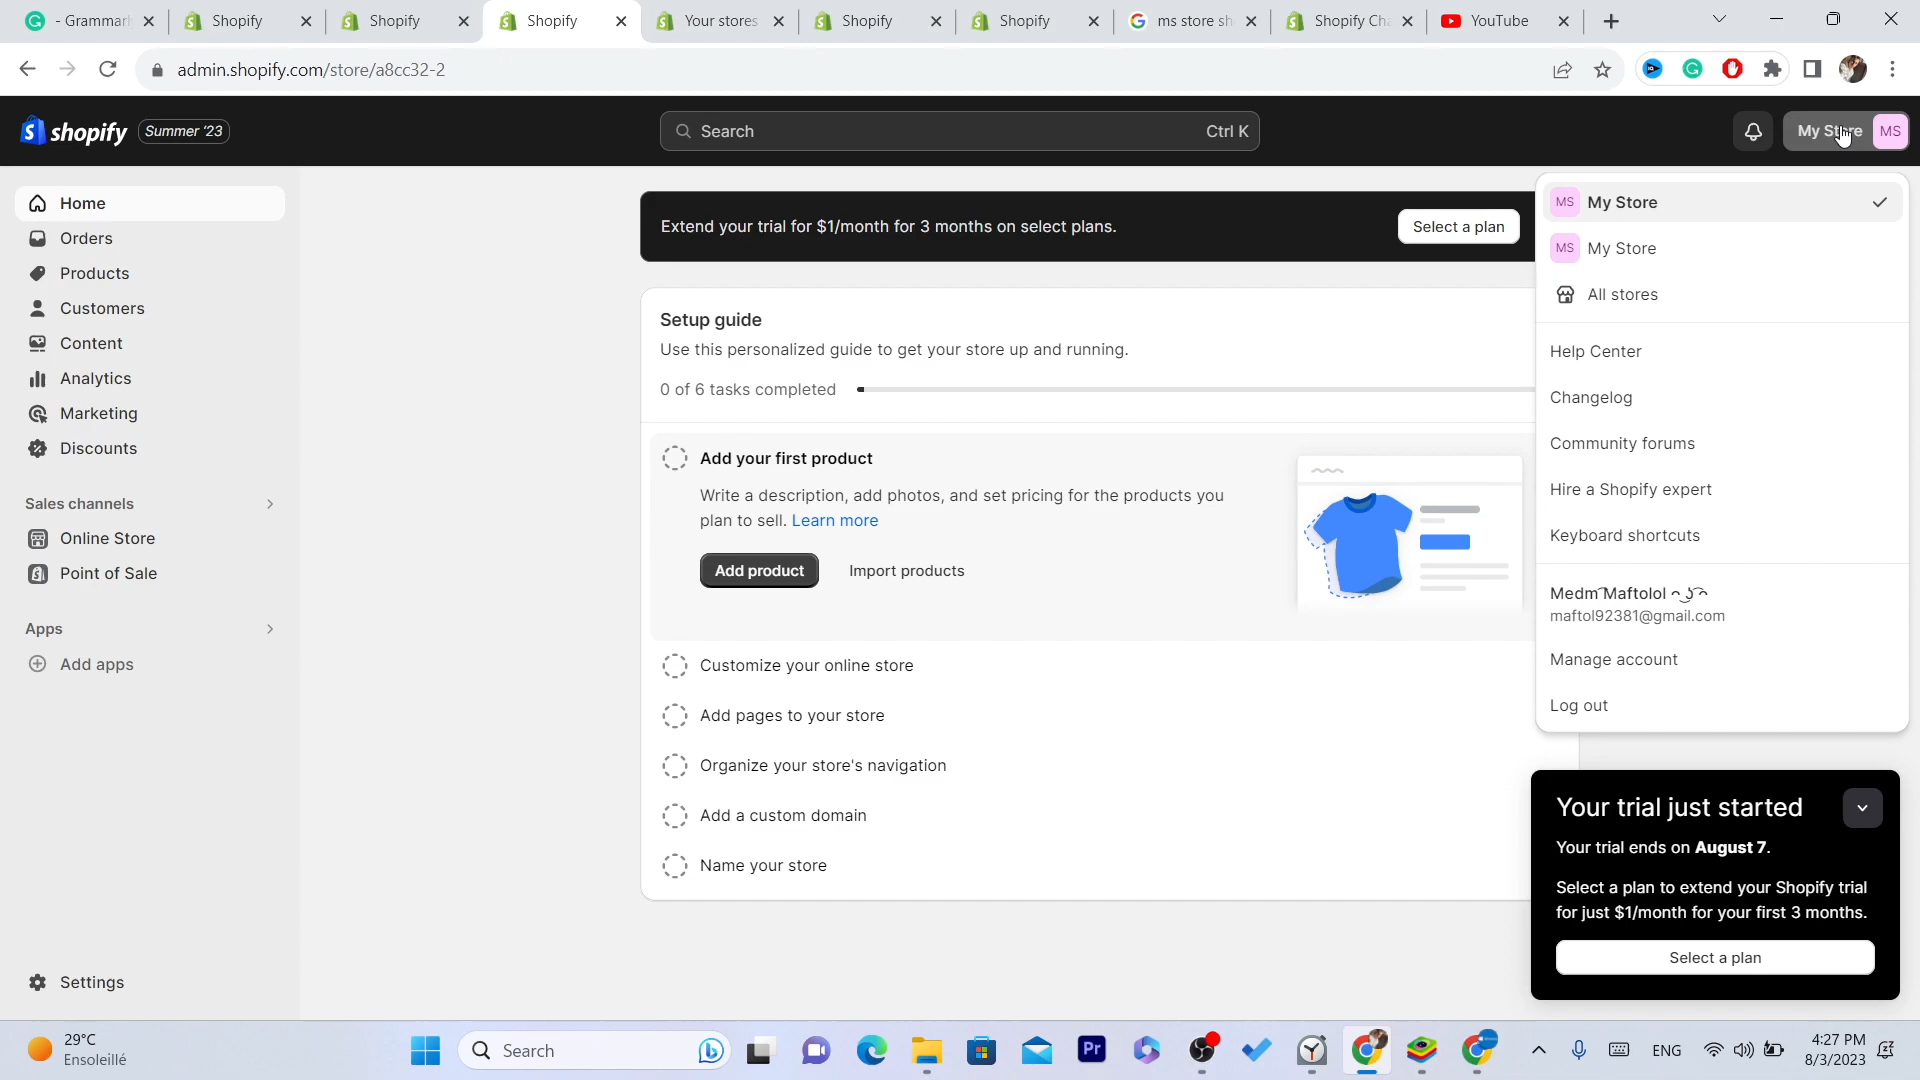 - Grammarl
Shopify
Shopify
Shopify
Your stores
Shopify
Shopify
ms store sh
Shopify Cha
YouTube
admin.shopify.com/store/a8cc32-2
shopify
Summer '23
Search
Ctrl K
My Store
MS
Home
Orders
Products
Customers
Content
Analytics
Marketing
Discounts
Sales channels
Online Store
Point of Sale
Apps
Add apps
Settings
Extend your trial for $1/month for 3 months on select plans.
Select a plan
Setup guide
Use this personalized guide to get your store up and running.
0 of 6 tasks completed
Add your first product
Write a description, add photos, and set pricing for the products you
plan to sell. Learn more
Add product
Import products
Customize your online store
Add pages to your store
Organize your store's navigation
Add a custom domain
Name your store
MS My Store
MS My Store
All stores
Help Center
Changelog
Community forums
Hire a Shopify expert
Keyboard shortcuts
Medm Maftolol
maftol92381@gmail.com
Manage account
Log out
Your trial just started
Your trial ends on August 7.
Select a plan to extend your Shopify trial
for just $1/month for your first 3 months.
Select a plan
29°C
Ensoleillé
Search
Pr
ENG
4:27 PM
8/3/2023